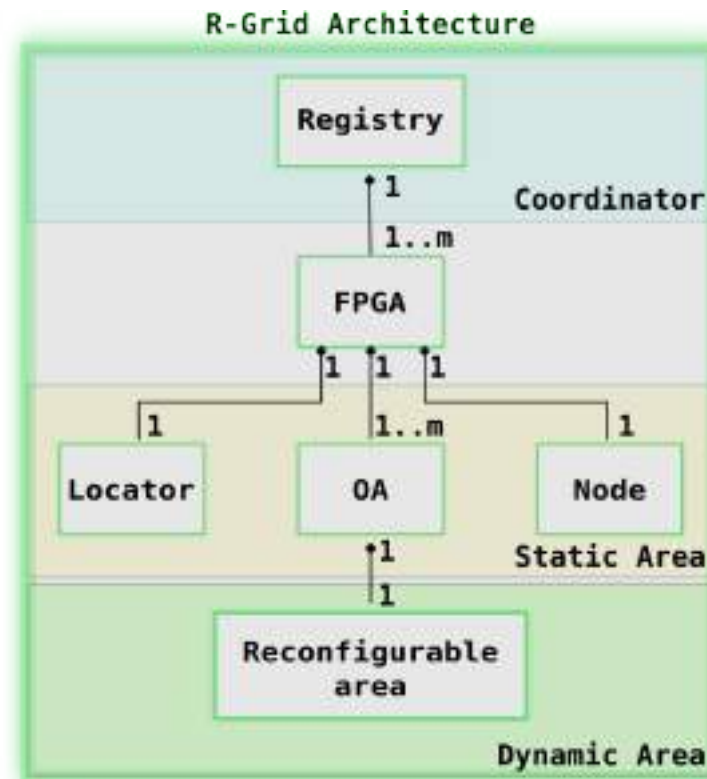 R-Grid Architecture
Registry
1
Coordinator
1..m
FPGA
1 1 1
1 1..m 1
Locator OA Node
1
Static Area
1
Reconfigurable
area
Dynamic Area